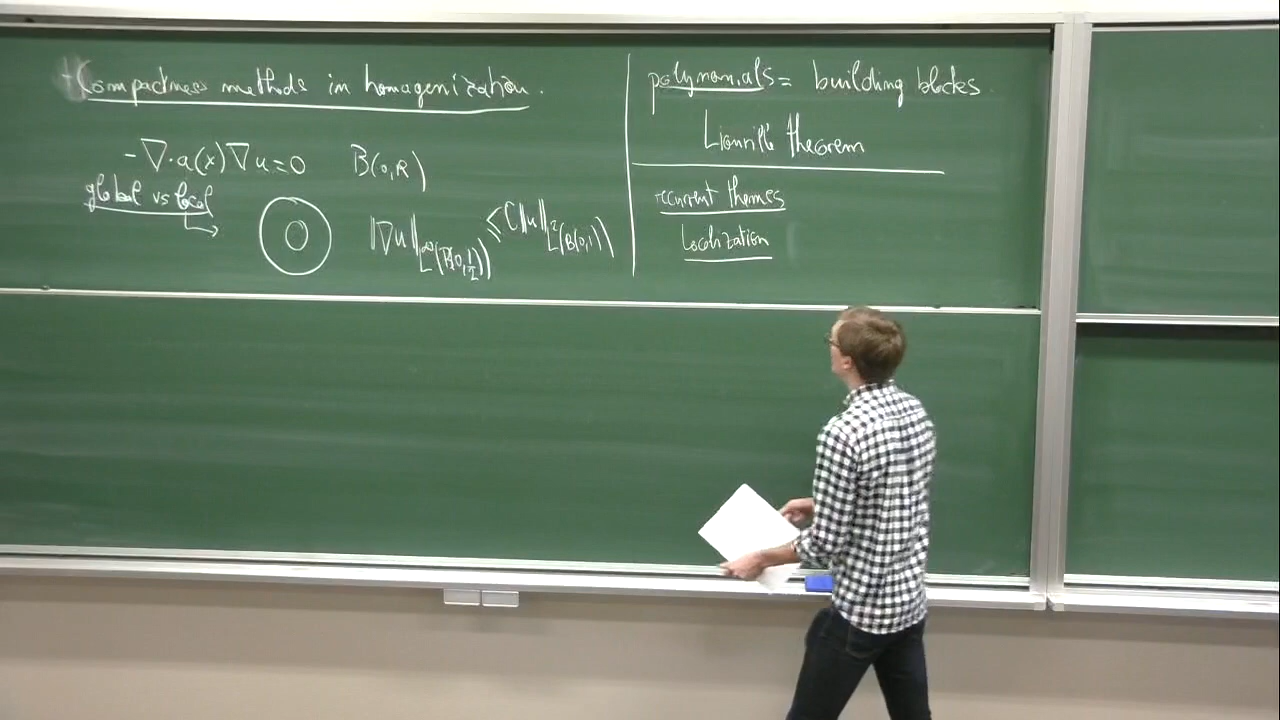 Compactness methods in homogenization.
-∇·a(x)∇u=0 B(0,R)
global vs local
‖∇u‖_{L^∞(B(0,1/2))} ≤ C‖u‖_{L^2(B(0,1))}
polynomials = building blocks.
Liouville theorem
recurrent themes
Localization